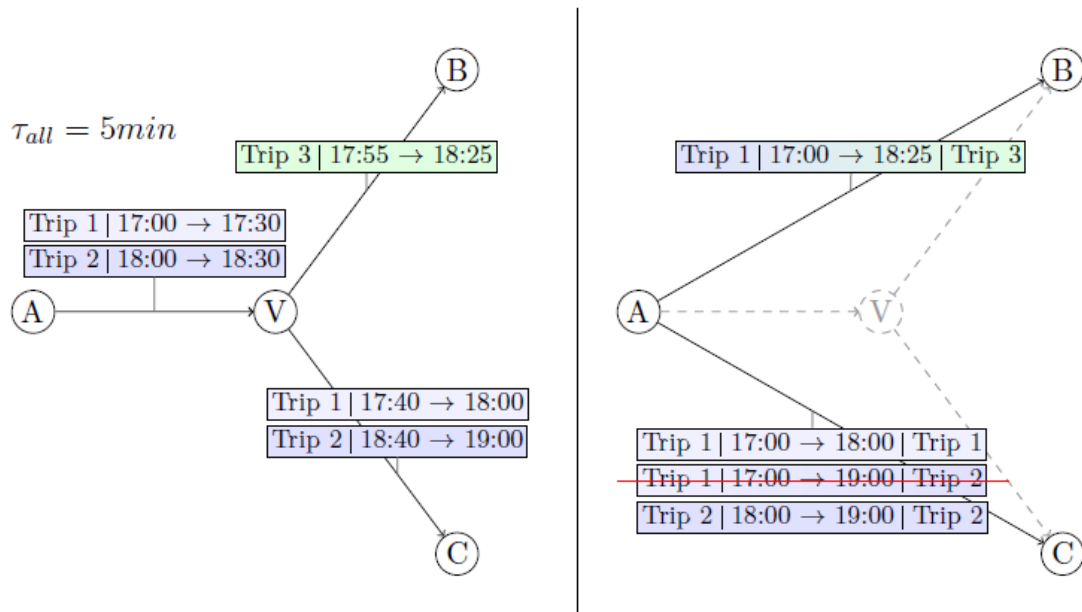 B
τ_all = 5min
Trip 3 | 17:55 → 18:25
Trip 1 | 17:00 → 17:30
Trip 2 | 18:00 → 18:30
A
V
Trip 1 | 17:40 → 18:00
Trip 2 | 18:40 → 19:00
C
B
Trip 1 | 17:00 → 18:25 | Trip 3
A
V
Trip 1 | 17:00 → 18:00 | Trip 1
Trip 1 | 17:00 → 19:00 | Trip 2
Trip 2 | 18:00 → 19:00 | Trip 2
C